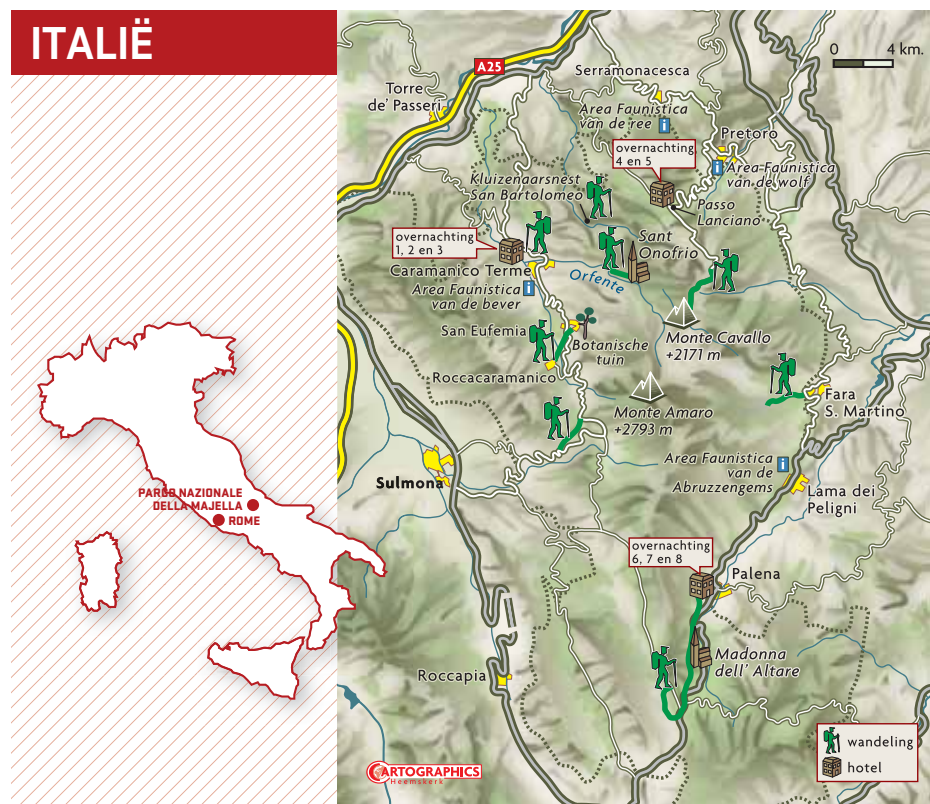 ITALIË
PARCO NAZIONALE
DELLA MAJELLA
ROME
A25
0 4 km.
Torre
de' Passeri
Serramonacesca
Area Faunistica
van de ree
i
Pretoro
overnachting
4 en 5
i
Area Faunistica
van de wolf
Kluizenaarsnest
San Bartolomeo
Passo
Lanciano
overnachting
1, 2 en 3
Sant
Onofrio
Caramanico Terme
Orfente
Area Faunistica
van de bever
i
San Eufemia
Botanische
tuin
Monte Cavallo
+2171 m
Roccacaramanico
Monte Amaro
+2793 m
Fara
S. Martino
Area Faunistica
van de
Abruzzengems
i
Sulmona
Lama dei
Peligni
overnachting
6, 7 en 8
Palena
Madonna
dell' Altare
Roccapia
wandeling
hotel
CARTOGRAPHICS
Heemskerk